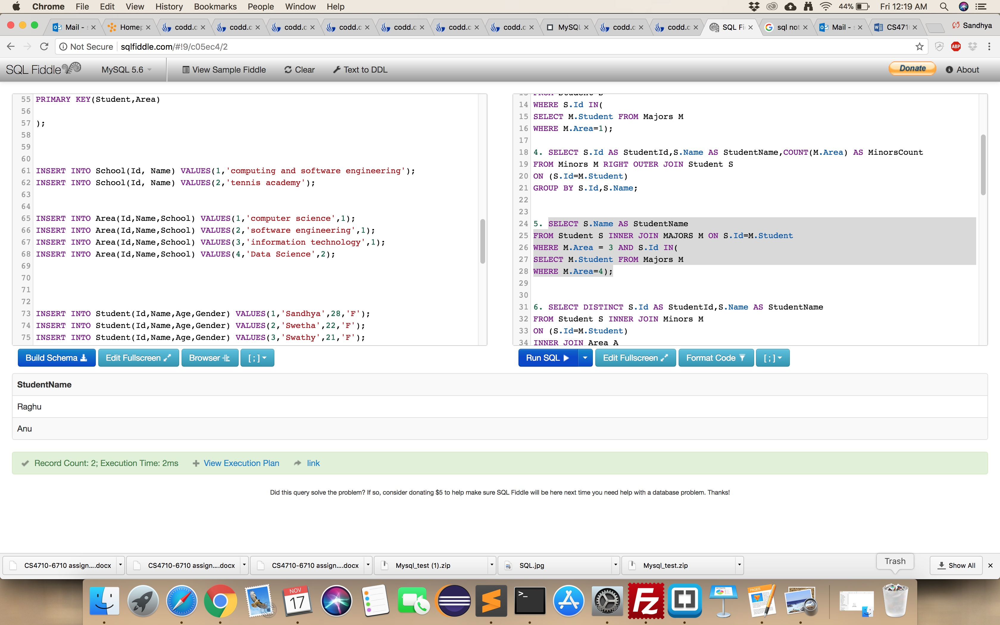 Chrome File Edit View History Bookmarks People Window Help 44% Fri 12:19 AM
Mail - Homep codd.c codd.c codd.c codd.c codd.c codd.c codd.c MySQL codd.c codd.c SQL Fi sql not Mail - CS471 Sandhya
Not Secure sqlfiddle.com/#!9/c05ec4/2 ABP
SQL Fiddle MySQL 5.6 View Sample Fiddle Clear Text to DDL Donate About
55 PRIMARY KEY(Student,Area)
56
57 );
58
59
60
61 INSERT INTO School(Id, Name) VALUES(1,'computing and software engineering');
62 INSERT INTO School(Id, Name) VALUES(2,'tennis academy');
63
64
65 INSERT INTO Area(Id,Name,School) VALUES(1,'computer science',1);
66 INSERT INTO Area(Id,Name,School) VALUES(2,'software engineering',1);
67 INSERT INTO Area(Id,Name,School) VALUES(3,'information technology',1);
68 INSERT INTO Area(Id,Name,School) VALUES(4,'Data Science',2);
69
70
71
72
73 INSERT INTO Student(Id,Name,Age,Gender) VALUES(1,'Sandhya',28,'F');
74 INSERT INTO Student(Id,Name,Age,Gender) VALUES(2,'Swetha',22,'F');
75 INSERT INTO Student(Id,Name,Age,Gender) VALUES(3,'Swathy',21,'F');
13 FROM Student S
14 WHERE S.Id IN(
15 SELECT M.Student FROM Majors M
16 WHERE M.Area=1);
17
18 4. SELECT S.Id AS StudentId,S.Name AS StudentName,COUNT(M.Area) AS MinorsCount
19 FROM Minors M RIGHT OUTER JOIN Student S
20 ON (S.Id=M.Student)
21 GROUP BY S.Id,S.Name;
22
23
24 5. SELECT S.Name AS StudentName
25 FROM Student S INNER JOIN MAJORS M ON S.Id=M.Student
26 WHERE M.Area = 3 AND S.Id IN(
27 SELECT M.Student FROM Majors M
28 WHERE M.Area=4);
29
30
31 6. SELECT DISTINCT S.Id AS StudentId,S.Name AS StudentName
32 FROM Student S INNER JOIN Minors M
33 ON (S.Id=M.Student)
34 INNER JOIN Area A
Build Schema Edit Fullscreen Browser [ ; ]
Run SQL Edit Fullscreen Format Code [ ; ]
StudentName
Raghu
Anu
Record Count: 2; Execution Time: 2ms View Execution Plan link
Did this query solve the problem? If so, consider donating $5 to help make sure SQL Fiddle will be here next time you need help with a database problem. Thanks!
CS4710-6710 assign....docx CS4710-6710 assign....docx CS4710-6710 assign....docx Mysql_test (1).zip SQL.jpg Mysql_test.zip Trash Show All
NOV
17
PAGES
Fz